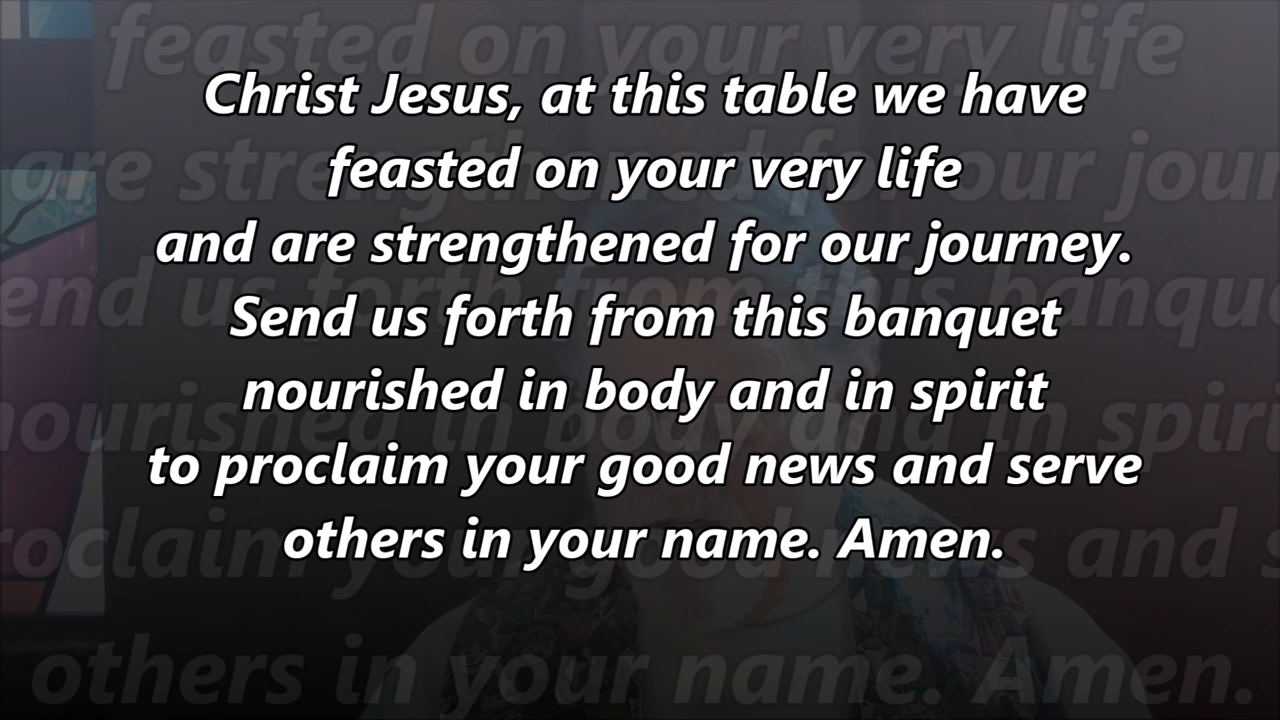 Christ Jesus, at this table we have
feasted on your very life
and are strengthened for our journey.
Send us forth from this banquet
nourished in body and in spirit
to proclaim your good news and serve
others in your name. Amen.